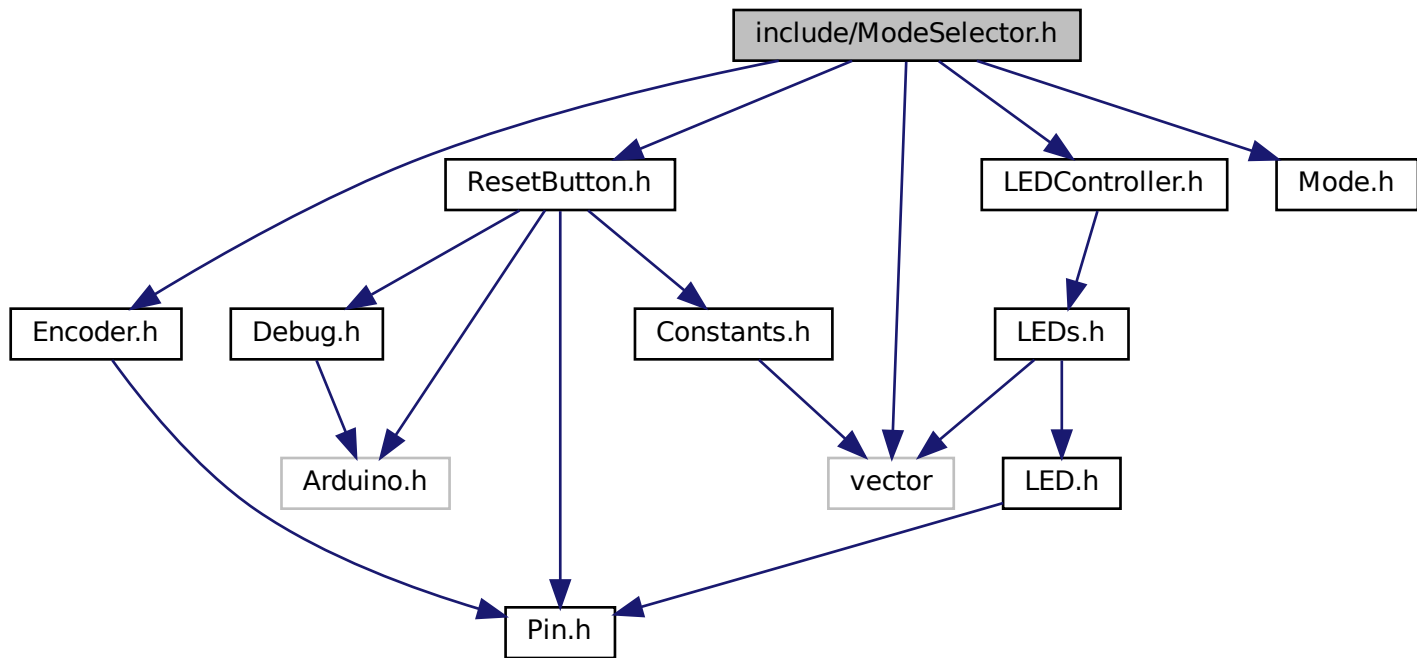 include/ModeSelector.h
ResetButton.h
LEDController.h
Mode.h
Encoder.h
Debug.h
Constants.h
LEDs.h
Arduino.h
vector
LED.h
Pin.h